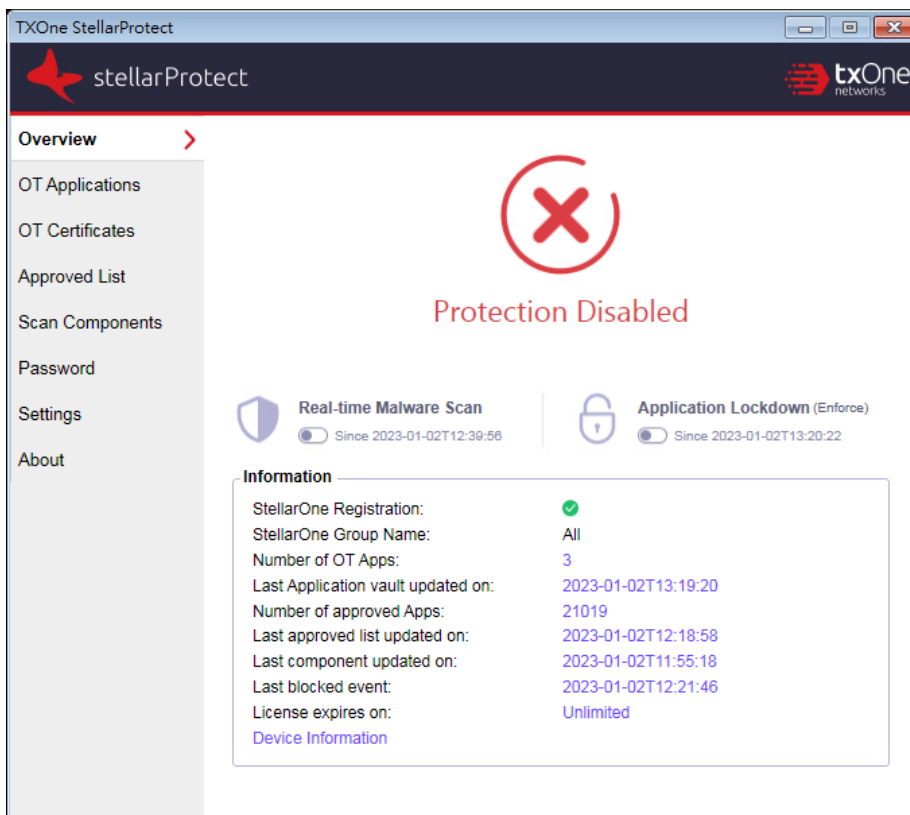 TXOne StellarProtect
stellarProtect
txOne
networks
Overview
OT Applications
OT Certificates
Approved List
Scan Components
Password
Settings
About
Protection Disabled
Real-time Malware Scan
Since 2023-01-02T12:39:56
Application Lockdown (Enforce)
Since 2023-01-02T13:20:22
Information
StellarOne Registration:
StellarOne Group Name: All
Number of OT Apps: 3
Last Application vault updated on: 2023-01-02T13:19:20
Number of approved Apps: 21019
Last approved list updated on: 2023-01-02T12:18:58
Last component updated on: 2023-01-02T11:55:18
Last blocked event: 2023-01-02T12:21:46
License expires on: Unlimited
Device Information